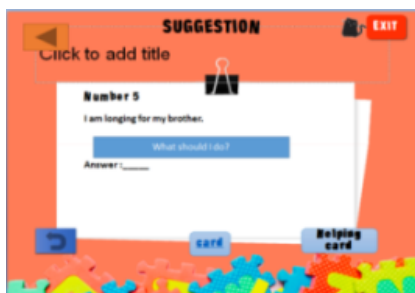 SUGGESTION
EXIT
Click to add title
Number 5
I am longing for my brother.
What should I do?
Answer :_____
card
Helping
card